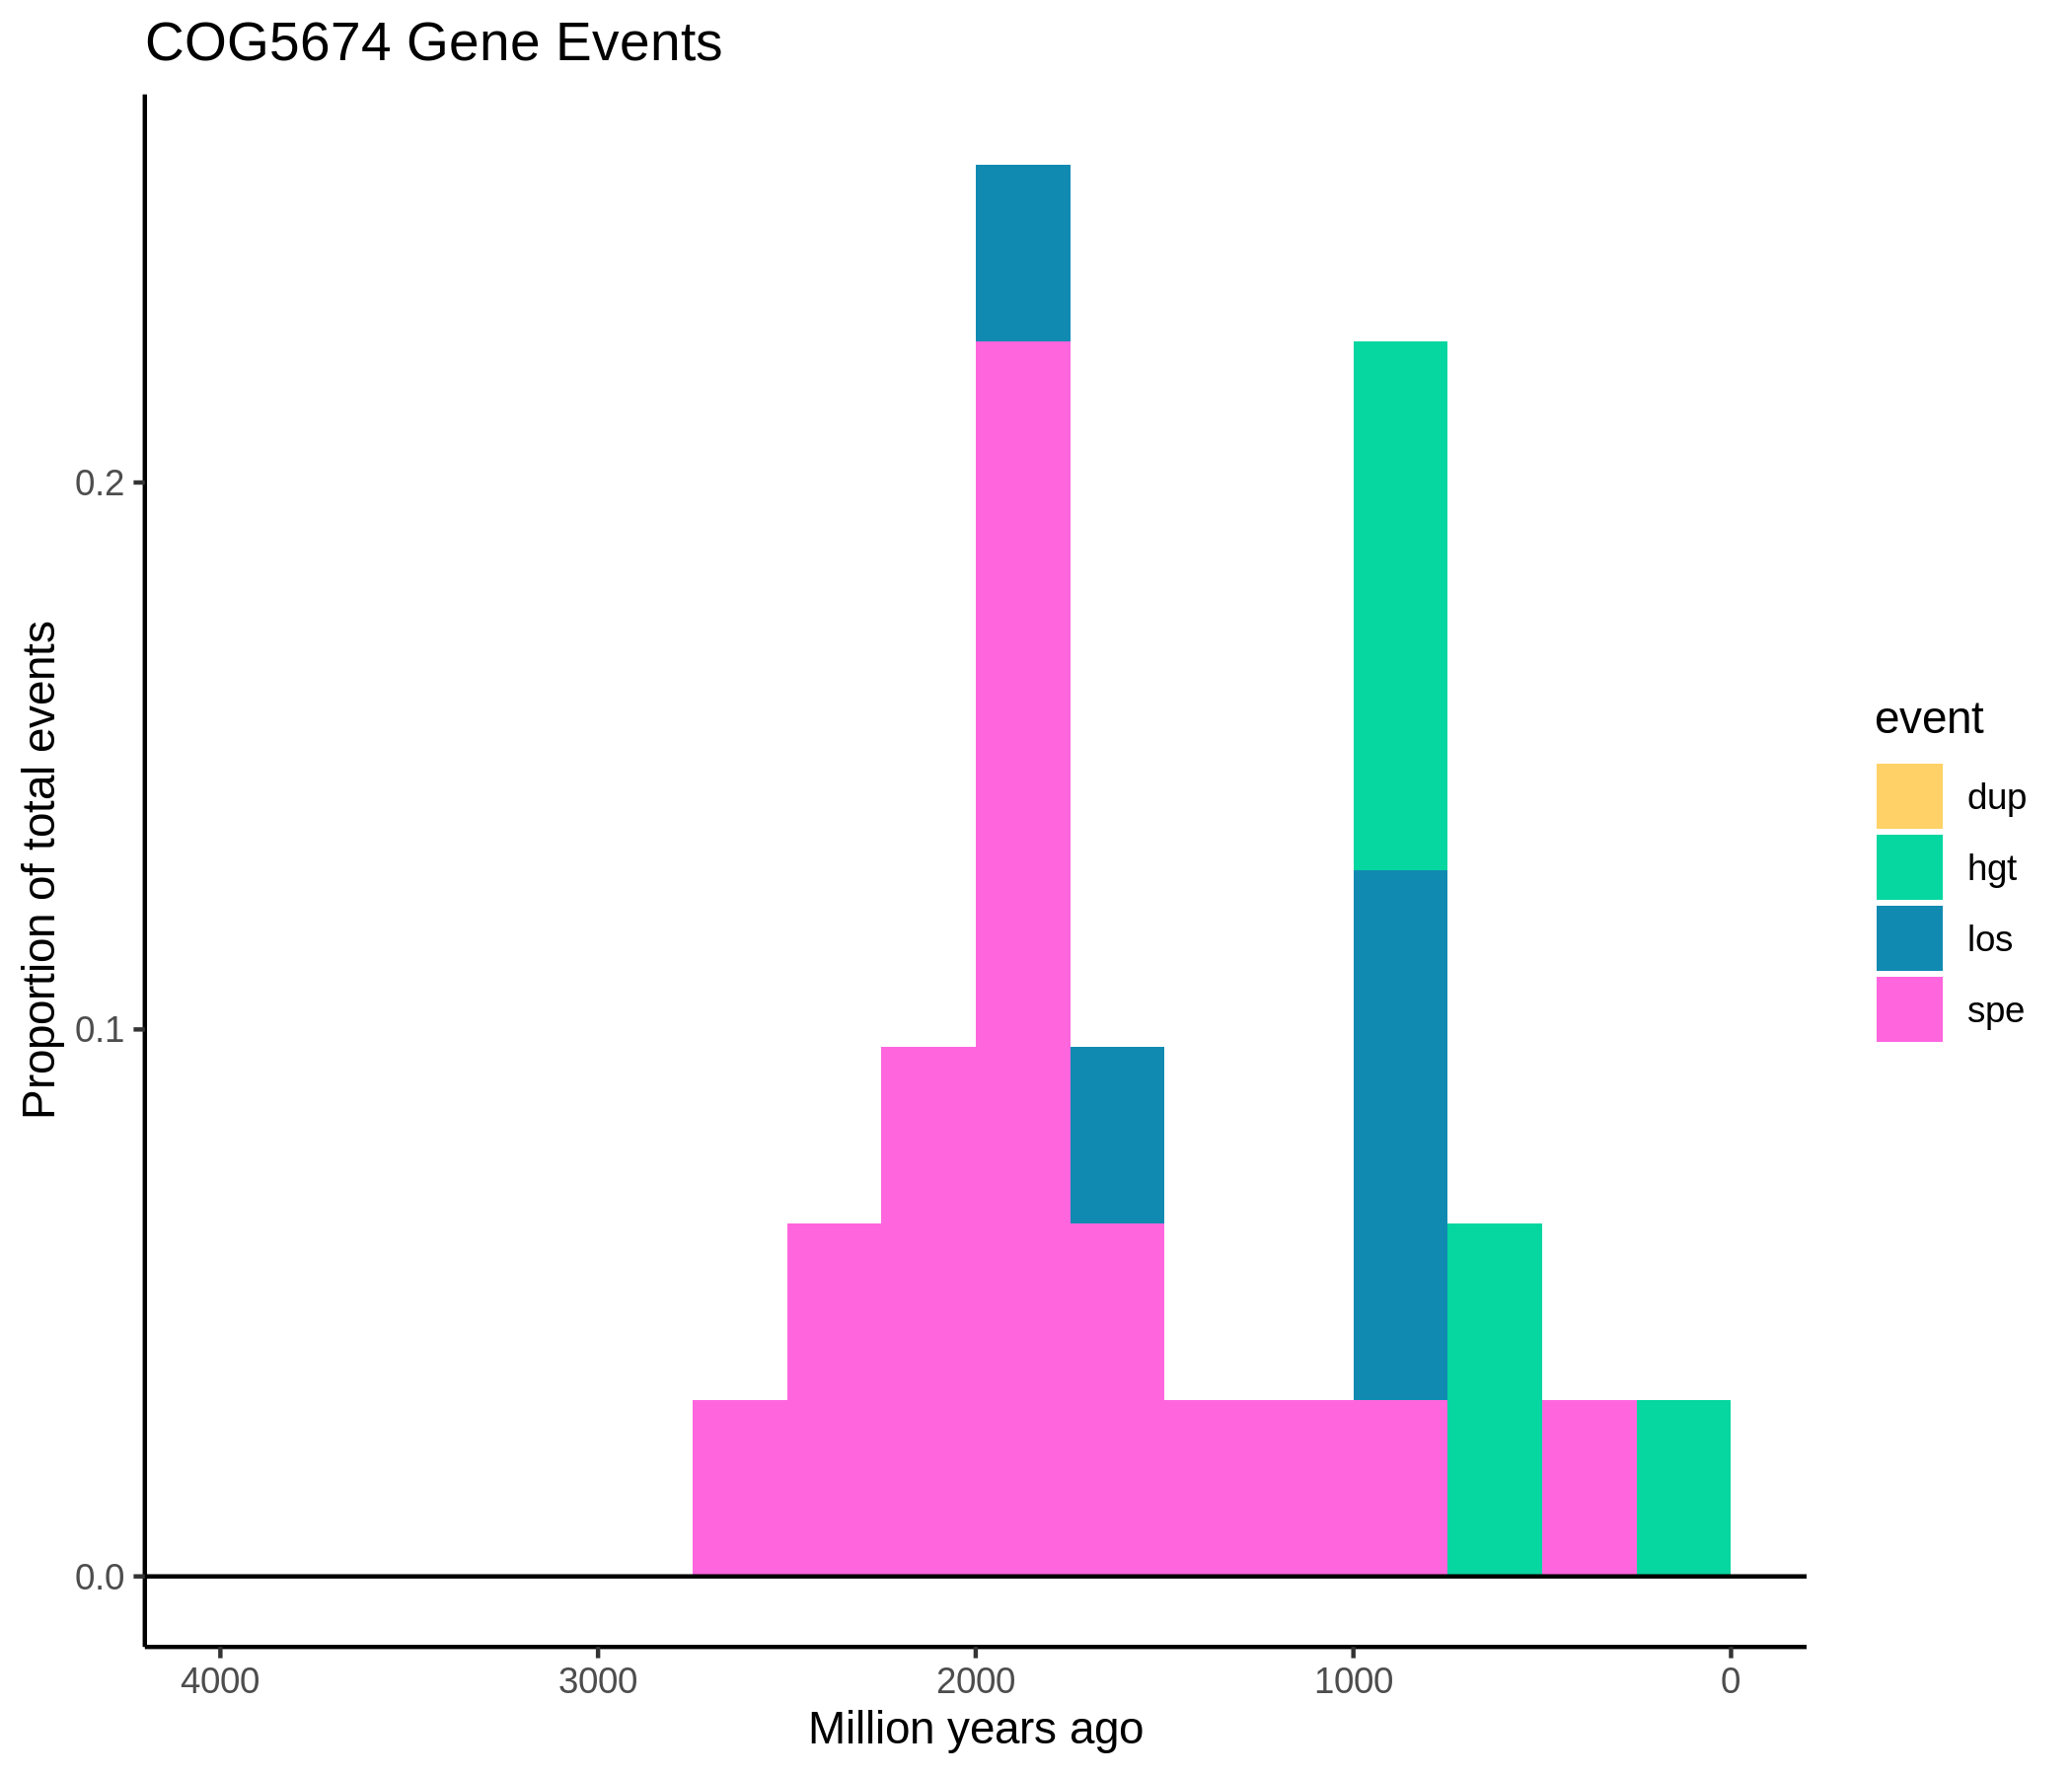 COG5674 Gene Events
Proportion of total events
0.2
0.1
0.0
4000 3000 2000 1000 0
Million years ago
event
dup
hgt
los
spe